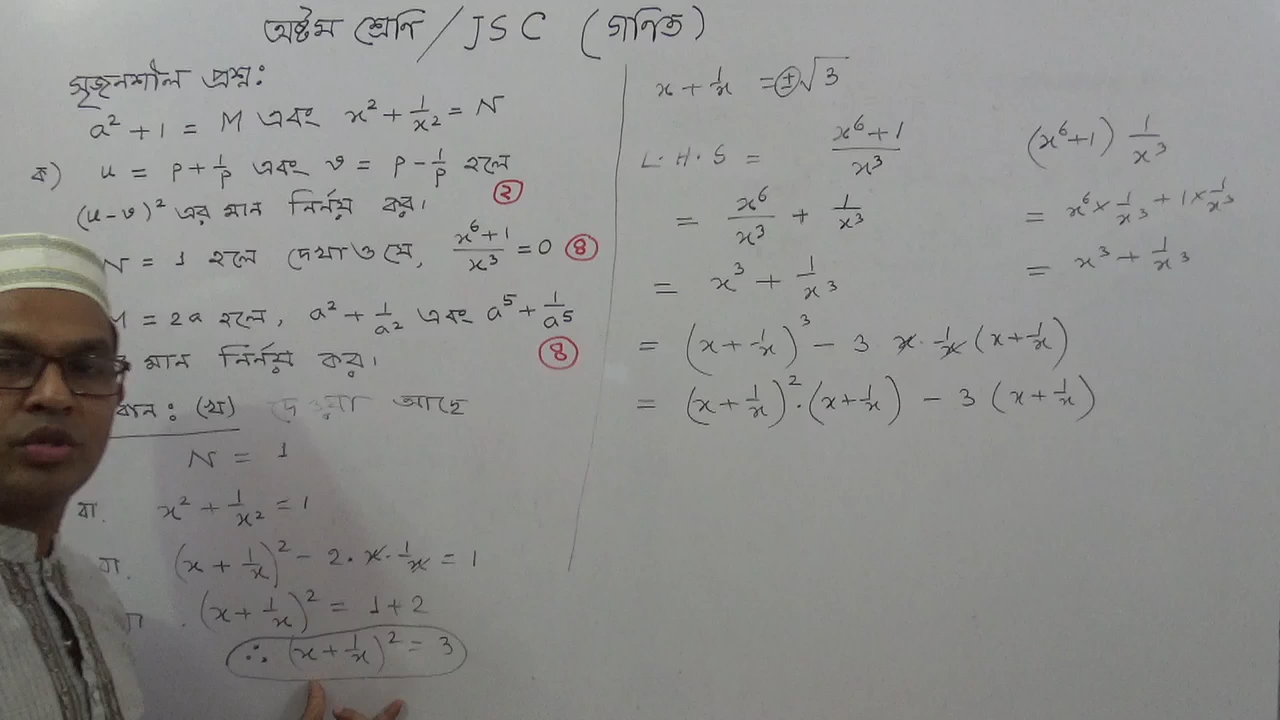 অষ্টম শ্রেনি / JSC (গনিত)
সৃজনশীল প্রশ্ন:
a² + 1 = M এবং x² + 1/x² = N
ক) u = p + 1/p এবং v = p - 1/p হলে
(u - v)² এর মান নির্নয় কর। ২
N = 1 হলে দেখাও যে, (x⁶ + 1)/x³ = 0 ৪
M = 2a হলে, a² + 1/a² এবং a⁵ + 1/a⁵
মান নির্নয় কর। ৪
ধান: (খ) দেওয়া আছে
N = 1
বা. x² + 1/x² = 1
বা. (x + 1/x)² - 2 · x · 1/x = 1
(x + 1/x)² = 1 + 2
∴ (x + 1/x)² = 3
x + 1/x = ±√3
L.H.S = (x⁶ + 1)/x³
= x⁶/x³ + 1/x³
= x³ + 1/x³
= (x + 1/x)³ - 3 x · 1/x (x + 1/x)
= (x + 1/x)² · (x + 1/x) - 3 (x + 1/x)
(x⁶ + 1) 1/x³
= x⁶ × 1/x³ + 1 × 1/x³
= x³ + 1/x³